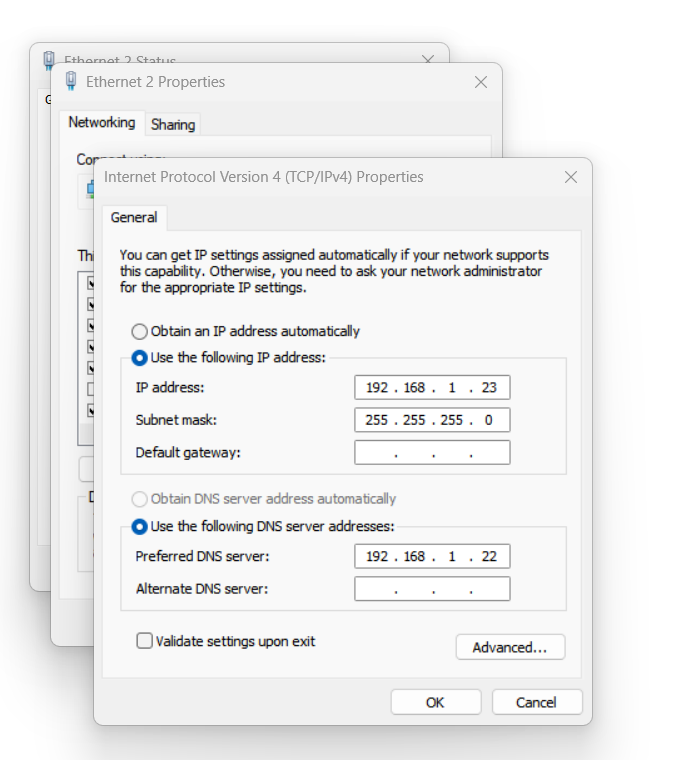 Ethernet 2 Status
Ethernet 2 Properties
Networking
Sharing
Internet Protocol Version 4 (TCP/IPv4) Properties
General
You can get IP settings assigned automatically if your network supports
this capability. Otherwise, you need to ask your network administrator
for the appropriate IP settings.
Obtain an IP address automatically
Use the following IP address:
IP address: 192 . 168 . 1 . 23
Subnet mask: 255 . 255 . 255 . 0
Default gateway: . . .
Obtain DNS server address automatically
Use the following DNS server addresses:
Preferred DNS server: 192 . 168 . 1 . 22
Alternate DNS server: . . .
Validate settings upon exit
Advanced...
OK
Cancel